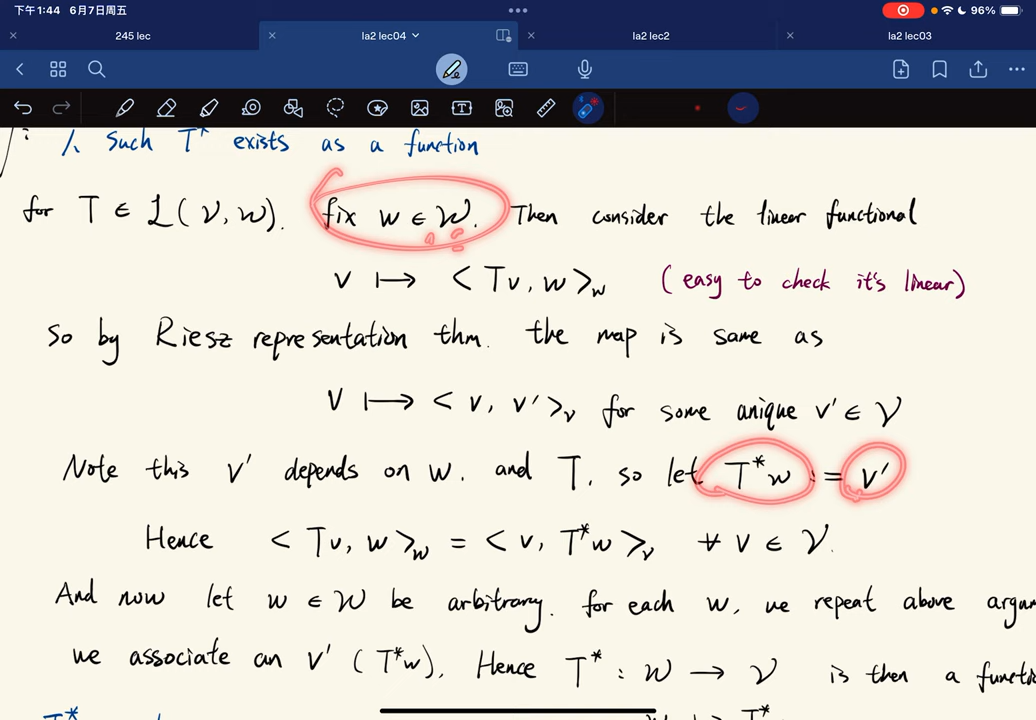 下午1:44 6月7日周五
96%
245 lec
la2 lec04
la2 lec2
la2 lec03
1. Such T* exists as a function
for T ∈ L(V, W). fix w ∈ W. Then consider the linear functional
v ↦ <Tv, w>_W (easy to check it's linear)
So by Riesz representation thm. the map is same as
v ↦ <v, v'>_V for some unique v' ∈ V
Note this v' depends on w. and T, so let T*w := v'
Hence <Tv, w>_W = <v, T*w>_V ∀ v ∈ V.
And now let w ∈ W be arbitrary. for each w, we repeat above argum
we associate an v' (T*w). Hence T* : W → V is then a functio